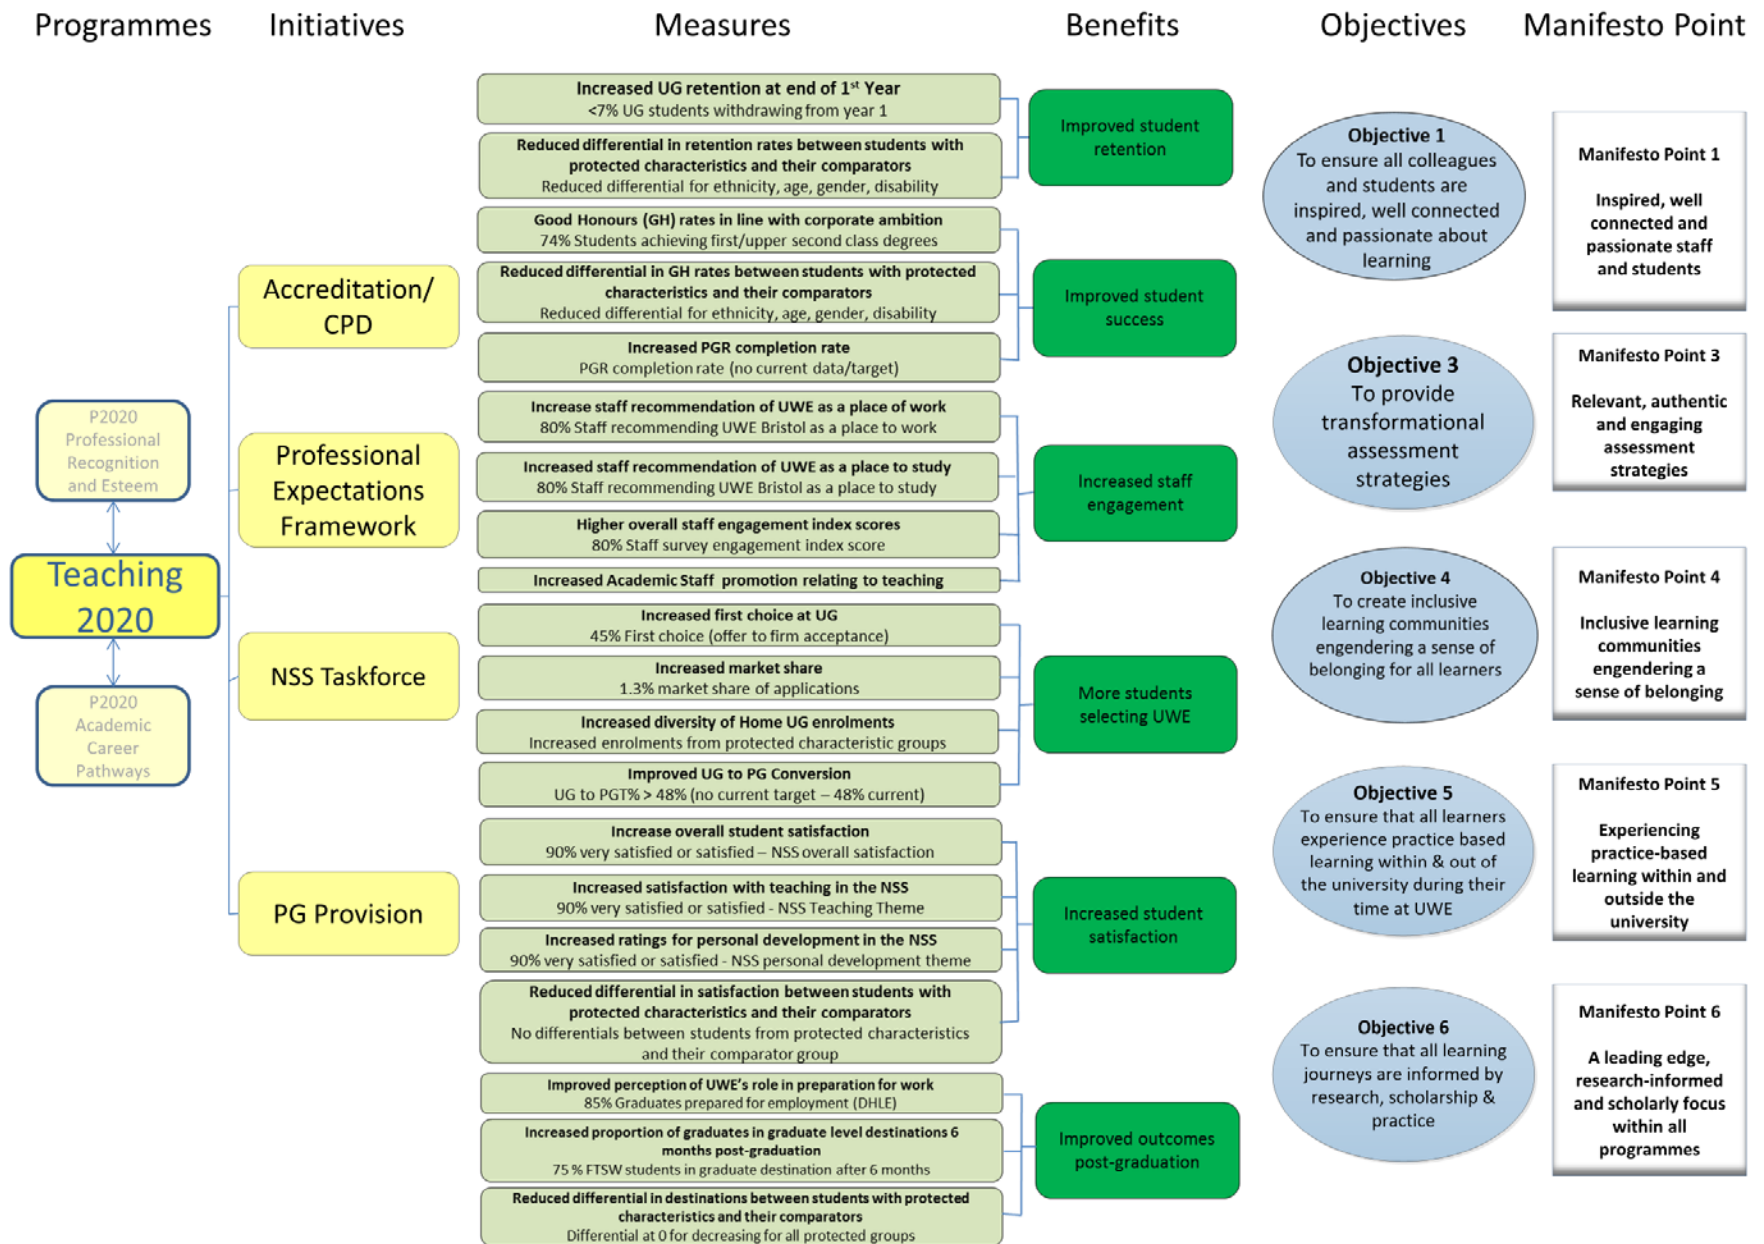 Programmes
Initiatives
Measures
Benefits
Objectives
Manifesto Point
P2020
Professional
Recognition
and Esteem
Teaching
2020
P2020
Academic
Career
Pathways
Accreditation/
CPD
Professional
Expectations
Framework
NSS Taskforce
PG Provision
Increased UG retention at end of 1st Year
<7% UG students withdrawing from year 1
Reduced differential in retention rates between students with
protected characteristics and their comparators
Reduced differential for ethnicity, age, gender, disability
Good Honours (GH) rates in line with corporate ambition
74% Students achieving first/upper second class degrees
Reduced differential in GH rates between students with protected
characteristics and their comparators
Reduced differential for ethnicity, age, gender, disability
Increased PGR completion rate
PGR completion rate (no current data/target)
Increase staff recommendation of UWE as a place of work
80% Staff recommending UWE Bristol as a place to work
Increased staff recommendation of UWE as a place to study
80% Staff recommending UWE Bristol as a place to study
Higher overall staff engagement index scores
80% Staff survey engagement index score
Increased Academic Staff promotion relating to teaching
Increased first choice at UG
45% First choice (offer to firm acceptance)
Increased market share
1.3% market share of applications
Increased diversity of Home UG enrolments
Increased enrolments from protected characteristic groups
Improved UG to PG Conversion
UG to PGT% > 48% (no current target – 48% current)
Increase overall student satisfaction
90% very satisfied or satisfied – NSS overall satisfaction
Increased satisfaction with teaching in the NSS
90% very satisfied or satisfied - NSS Teaching Theme
Increased ratings for personal development in the NSS
90% very satisfied or satisfied - NSS personal development theme
Reduced differential in satisfaction between students with
protected characteristics and their comparators
No differentials between students from protected characteristics
and their comparator group
Improved perception of UWE's role in preparation for work
85% Graduates prepared for employment (DHLE)
Increased proportion of graduates in graduate level destinations 6
months post-graduation
75 % FTSW students in graduate destination after 6 months
Reduced differential in destinations between students with protected
characteristics and their comparators
Differential at 0 for decreasing for all protected groups
Improved student
retention
Improved student
success
Increased staff
engagement
More students
selecting UWE
Increased student
satisfaction
Improved outcomes
post-graduation
Objective 1
To ensure all colleagues
and students are
inspired, well connected
and passionate about
learning
Objective 3
To provide
transformational
assessment
strategies
Objective 4
To create inclusive
learning communities
engendering a sense of
belonging for all learners
Objective 5
To ensure that all learners
experience practice based
learning within & out of
the university during their
time at UWE
Objective 6
To ensure that all learning
journeys are informed by
research, scholarship &
practice
Manifesto Point 1
Inspired, well
connected and
passionate staff
and students
Manifesto Point 3
Relevant, authentic
and engaging
assessment
strategies
Manifesto Point 4
Inclusive learning
communities
engendering a
sense of belonging
Manifesto Point 5
Experiencing
practice-based
learning within and
outside the
university
Manifesto Point 6
A leading edge,
research-informed
and scholarly focus
within all
programmes